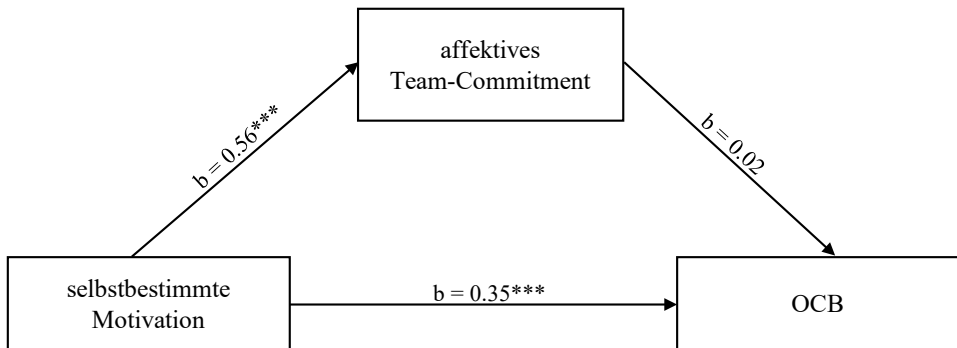 affektives
Team-Commitment
b = 0.56***
b = 0.02
selbstbestimmte
Motivation
b = 0.35***
OCB